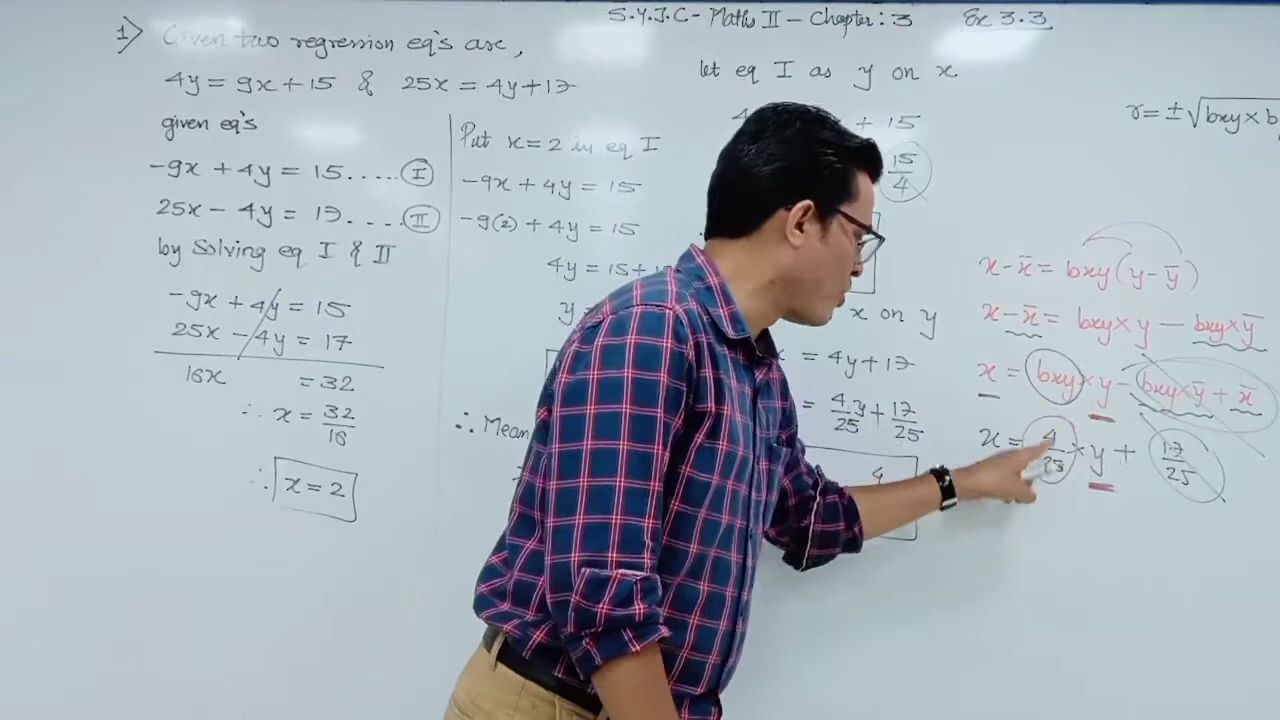 S.Y.J.C - Maths II - Chapter : 3 Ex 3.3
1) Given two regression eq's are,
4y = 9x + 15 & 25x = 4y + 17
given eq's
-9x + 4y = 15 ..... I
25x - 4y = 17 .... II
by Solving eq I & II
-9x + 4y = 15
25x - 4y = 17
16x = 32
∴ x = 32/16
∴ x = 2
Put x = 2 in eq I
-9x + 4y = 15
-9(2) + 4y = 15
4y = 15 +
y =
∴ Mean
let eq I as y on x
+ 15
15/4
x on y
= 4y + 17
= 4y/25 + 17/25
4
r = ± √bxy × b
x - x̄ = bxy (y - ȳ)
x - x̄ = bxy × y - bxy × ȳ
x = bxy × y - bxy × ȳ + x̄
x = 4/25 × y + 17/25